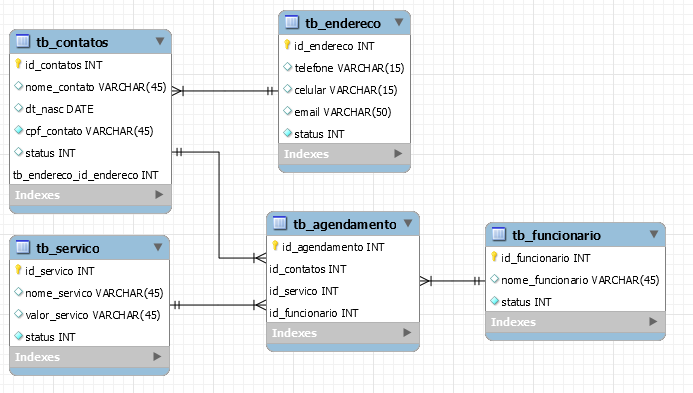 tb_contatos
id_contatos INT
nome_contato VARCHAR(45)
dt_nasc DATE
cpf_contato VARCHAR(45)
status INT
tb_endereco_id_endereco INT
Indexes
tb_endereco
id_endereco INT
telefone VARCHAR(15)
celular VARCHAR(15)
email VARCHAR(50)
status INT
Indexes
tb_servico
id_servico INT
nome_servico VARCHAR(45)
valor_servico VARCHAR(45)
status INT
Indexes
tb_agendamento
id_agendamento INT
id_contatos INT
id_servico INT
id_funcionario INT
Indexes
tb_funcionario
id_funcionario INT
nome_funcionario VARCHAR(45)
status INT
Indexes